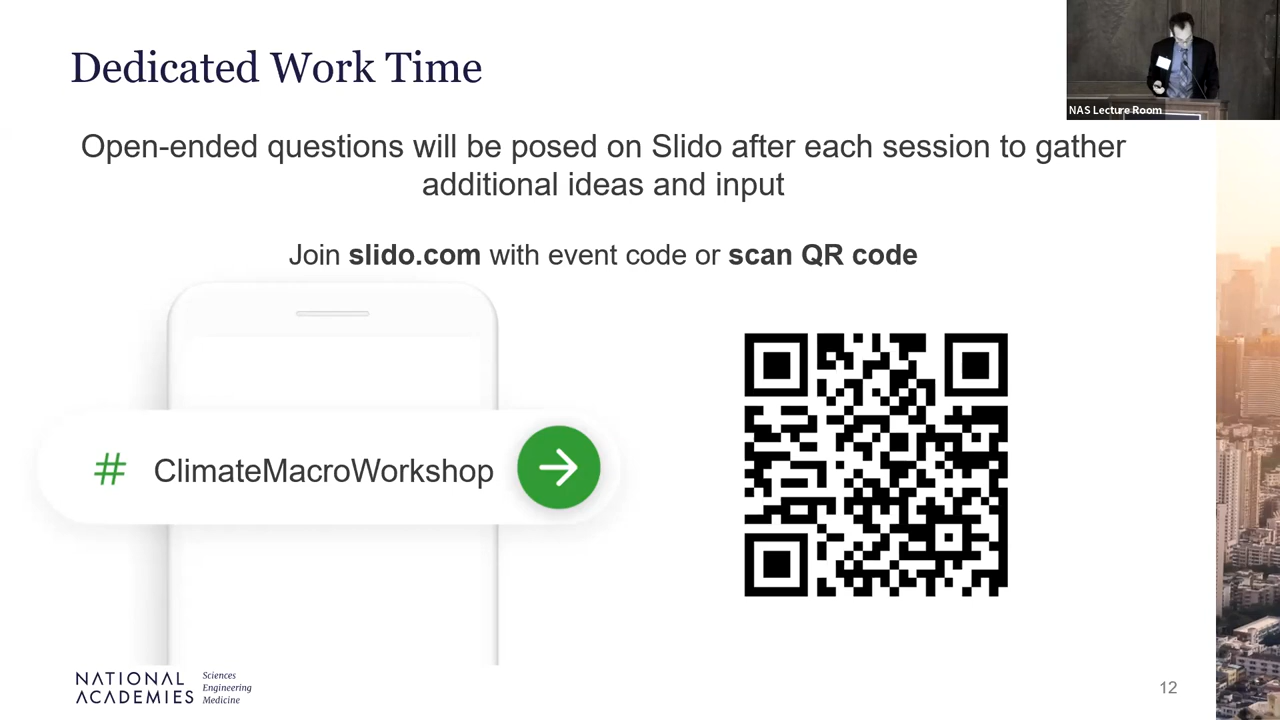 Dedicated Work Time
NAS Lecture Room
Open-ended questions will be posed on Slido after each session to gather
additional ideas and input
Join slido.com with event code or scan QR code
# ClimateMacroWorkshop
NATIONAL
ACADEMIES
Sciences
Engineering
Medicine
12